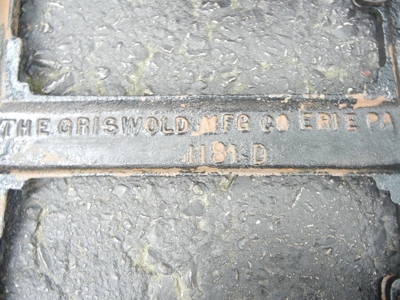 THE GRISWOLD MFG CO ERIE PA
1181-D